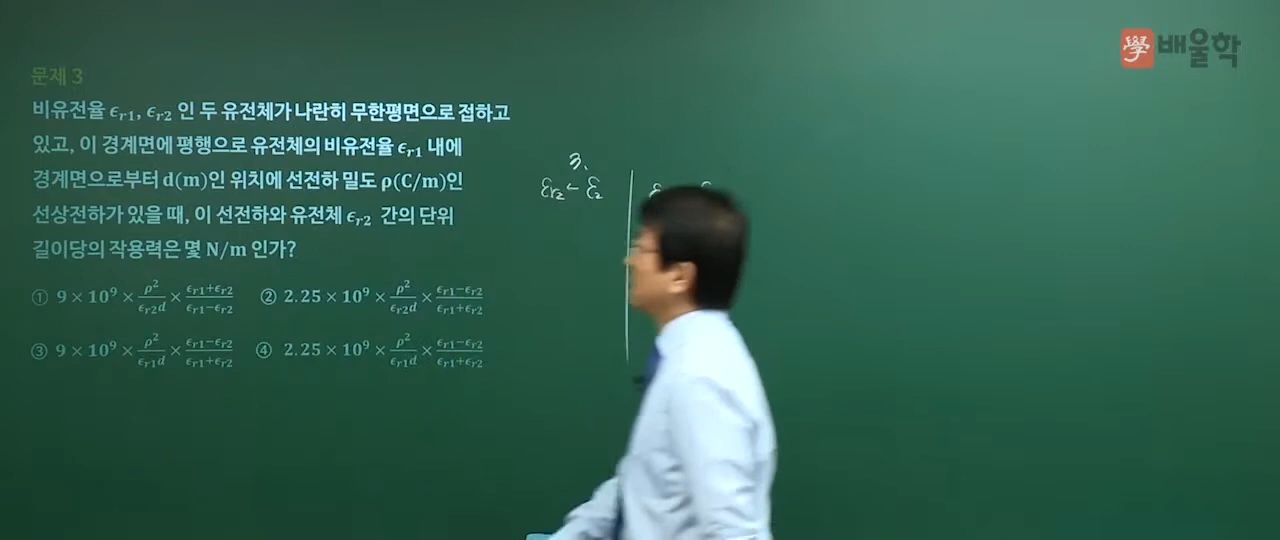 學 배울학
문제 3
비유전율 ϵr1, ϵr2 인 두 유전체가 나란히 무한평면으로 접하고
있고, 이 경계면에 평행으로 유전체의 비유전율 ϵr1 내에
경계면으로부터 d(m)인 위치에 선전하 밀도 ρ(C/m)인
선상전하가 있을 때, 이 선전하와 유전체 ϵr2 간의 단위
길이당의 작용력은 몇 N/m 인가?
① 9 × 10⁹ × ρ²/ϵr2d × ϵr1+ϵr2/ϵr1−ϵr2 ② 2.25 × 10⁹ × ρ²/ϵr2d × ϵr1−ϵr2/ϵr1+ϵr2
③ 9 × 10⁹ × ρ²/ϵr1d × ϵr1−ϵr2/ϵr1+ϵr2 ④ 2.25 × 10⁹ × ρ²/ϵr1d × ϵr1−ϵr2/ϵr1+ϵr2
3.
εr2 - ε2